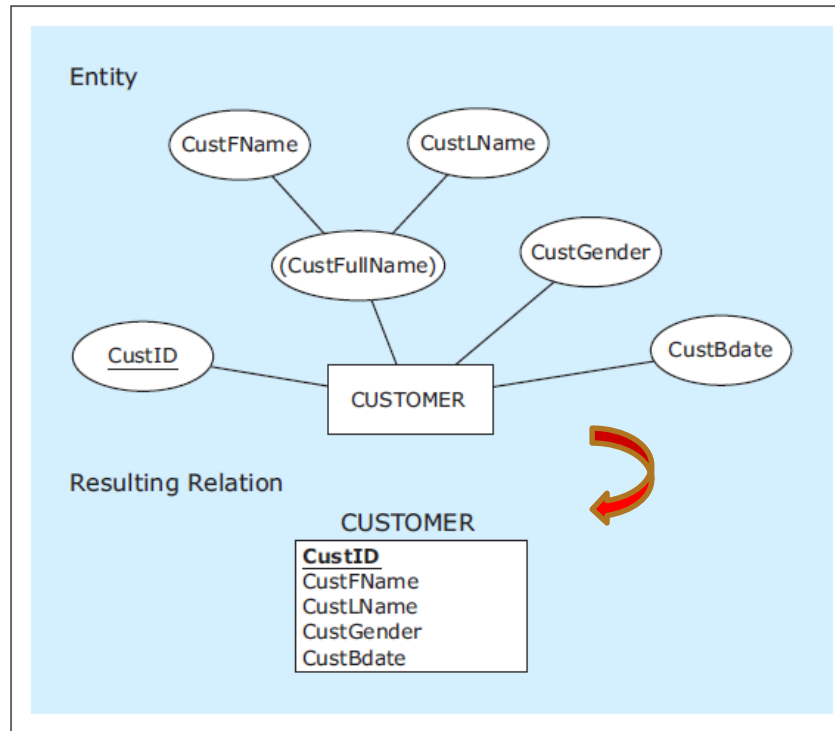 Entity
CustFName
CustLName
(CustFullName)
CustGender
CustID
CustBdate
CUSTOMER
Resulting Relation
CUSTOMER
CustID
CustFName
CustLName
CustGender
CustBdate